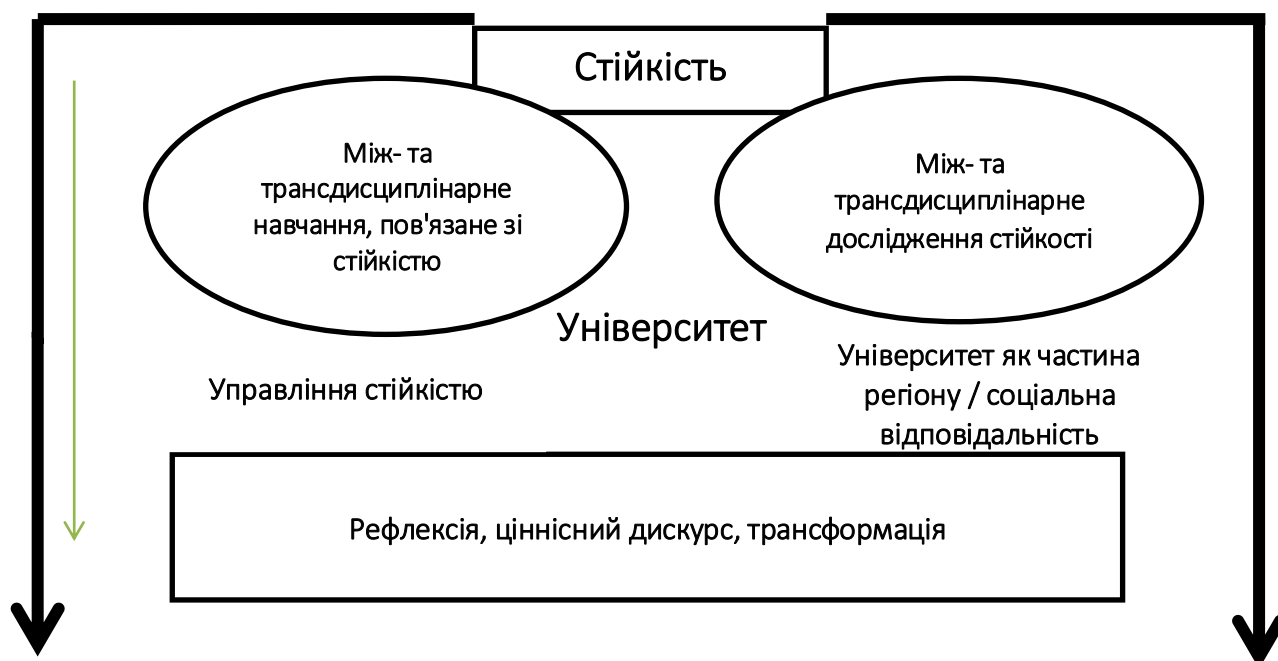 Стійкість
Між- та
трансдисциплінарне
навчання, пов'язане зі
стійкістю
Між- та
трансдисциплінарне
дослідження стійкості
Університет
Управління стійкістю
Університет як частина
регіону / соціальна
відповідальність
Рефлексія, ціннісний дискурс, трансформація